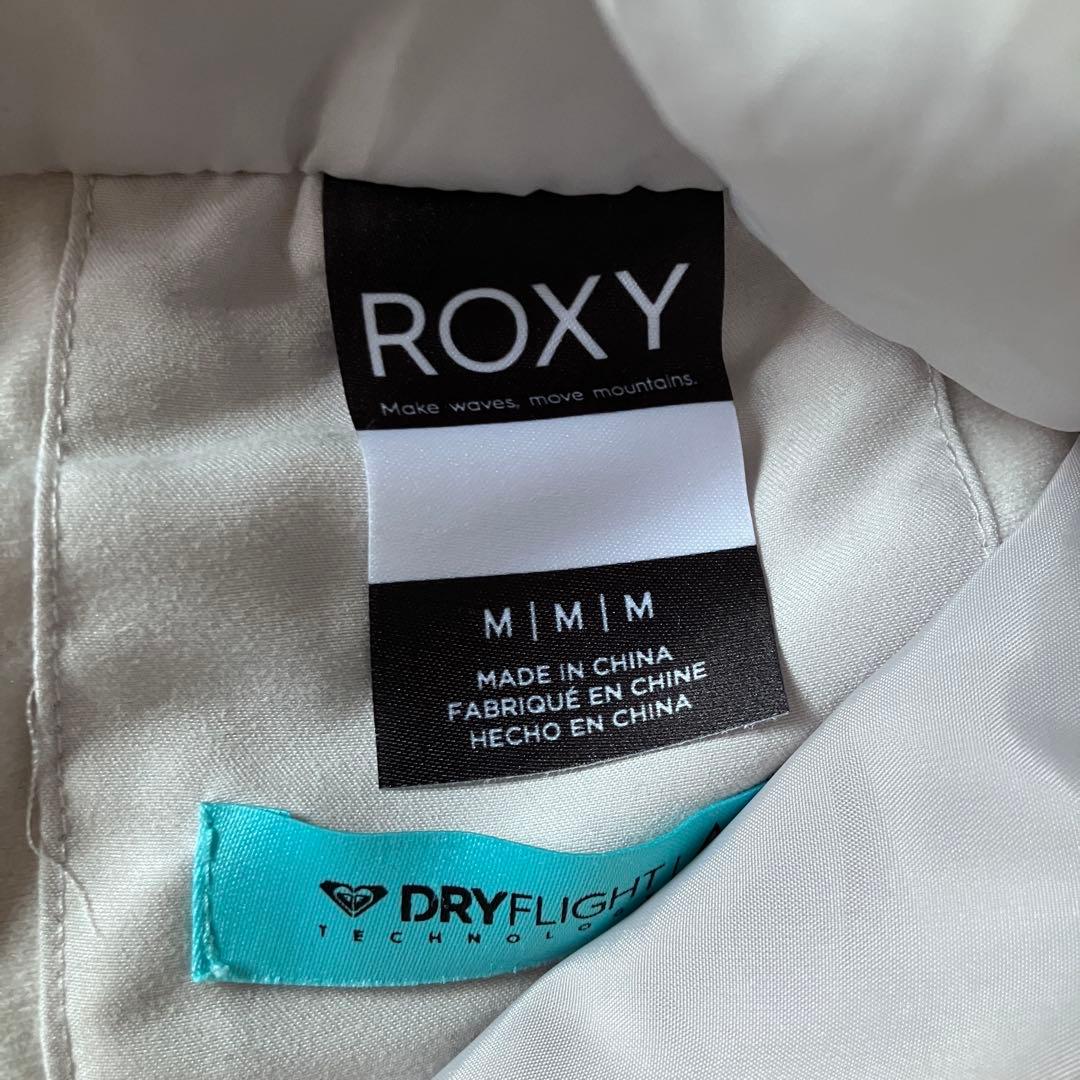 ROXY
Make waves, move mountains.
M | M | M
MADE IN CHINA
FABRIQUÉ EN CHINE
HECHO EN CHINA
DRYFLIGHT